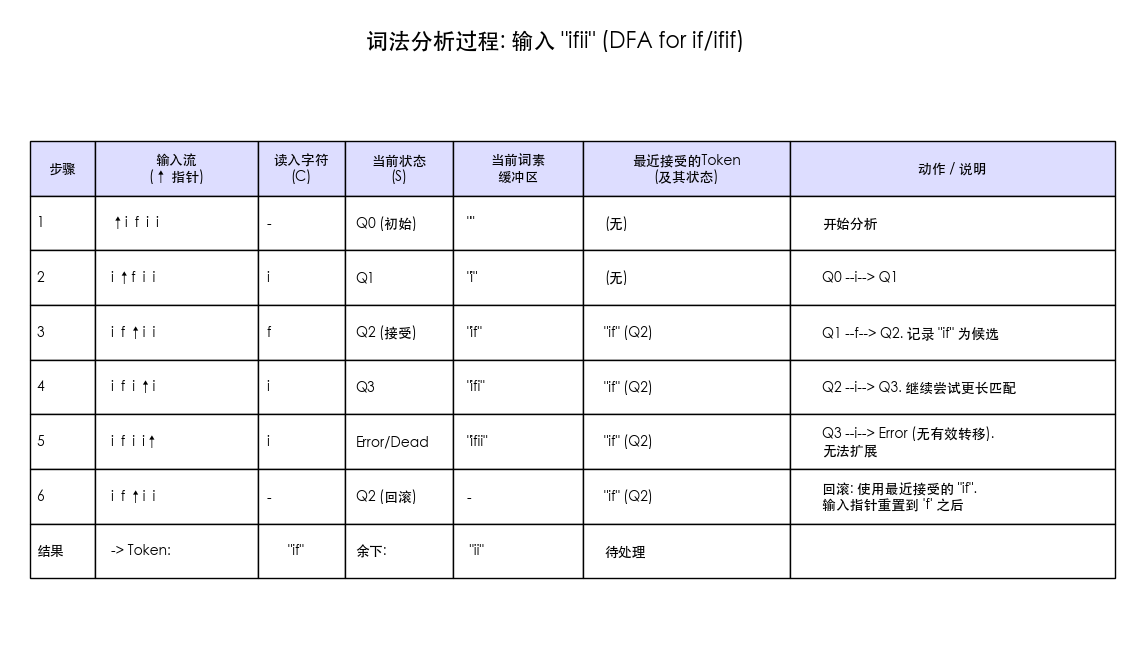 词法分析过程: 输入 "ifii" (DFA for if/ifif)
步骤 输入流 (↑ 指针) 读入字符 (C) 当前状态 (S) 当前词素 缓冲区 最近接受的Token (及其状态) 动作 / 说明
1 ↑i f i i - Q0 (初始) "" (无) 开始分析
2 i ↑f i i i Q1 "i" (无) Q0 --i--> Q1
3 i f ↑i i f Q2 (接受) "if" "if" (Q2) Q1 --f--> Q2. 记录 "if" 为候选
4 i f i ↑i i Q3 "ifi" "if" (Q2) Q2 --i--> Q3. 继续尝试更长匹配
5 i f i i↑ i Error/Dead "ifii" "if" (Q2) Q3 --i--> Error (无有效转移).
无法扩展
6 i f ↑i i - Q2 (回滚) - "if" (Q2) 回滚: 使用最近接受的 "if".
输入指针重置到 'f' 之后
结果 -> Token: "if" 余下: "ii" 待处理